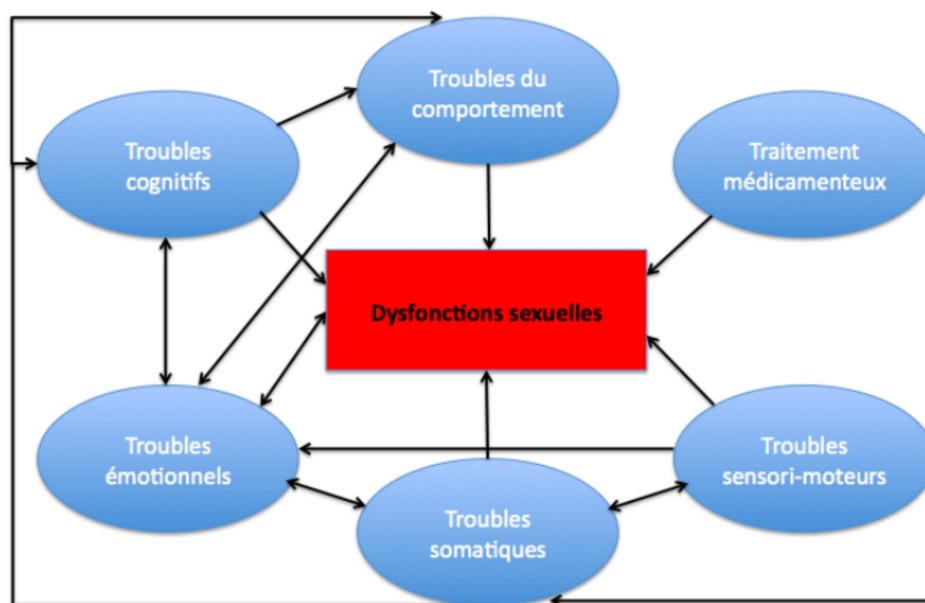 Troubles du
comportement
Troubles
cognitifs
Traitement
médicamenteux
Dysfonctions sexuelles
Troubles
émotionnels
Troubles
sensori-moteurs
Troubles
somatiques